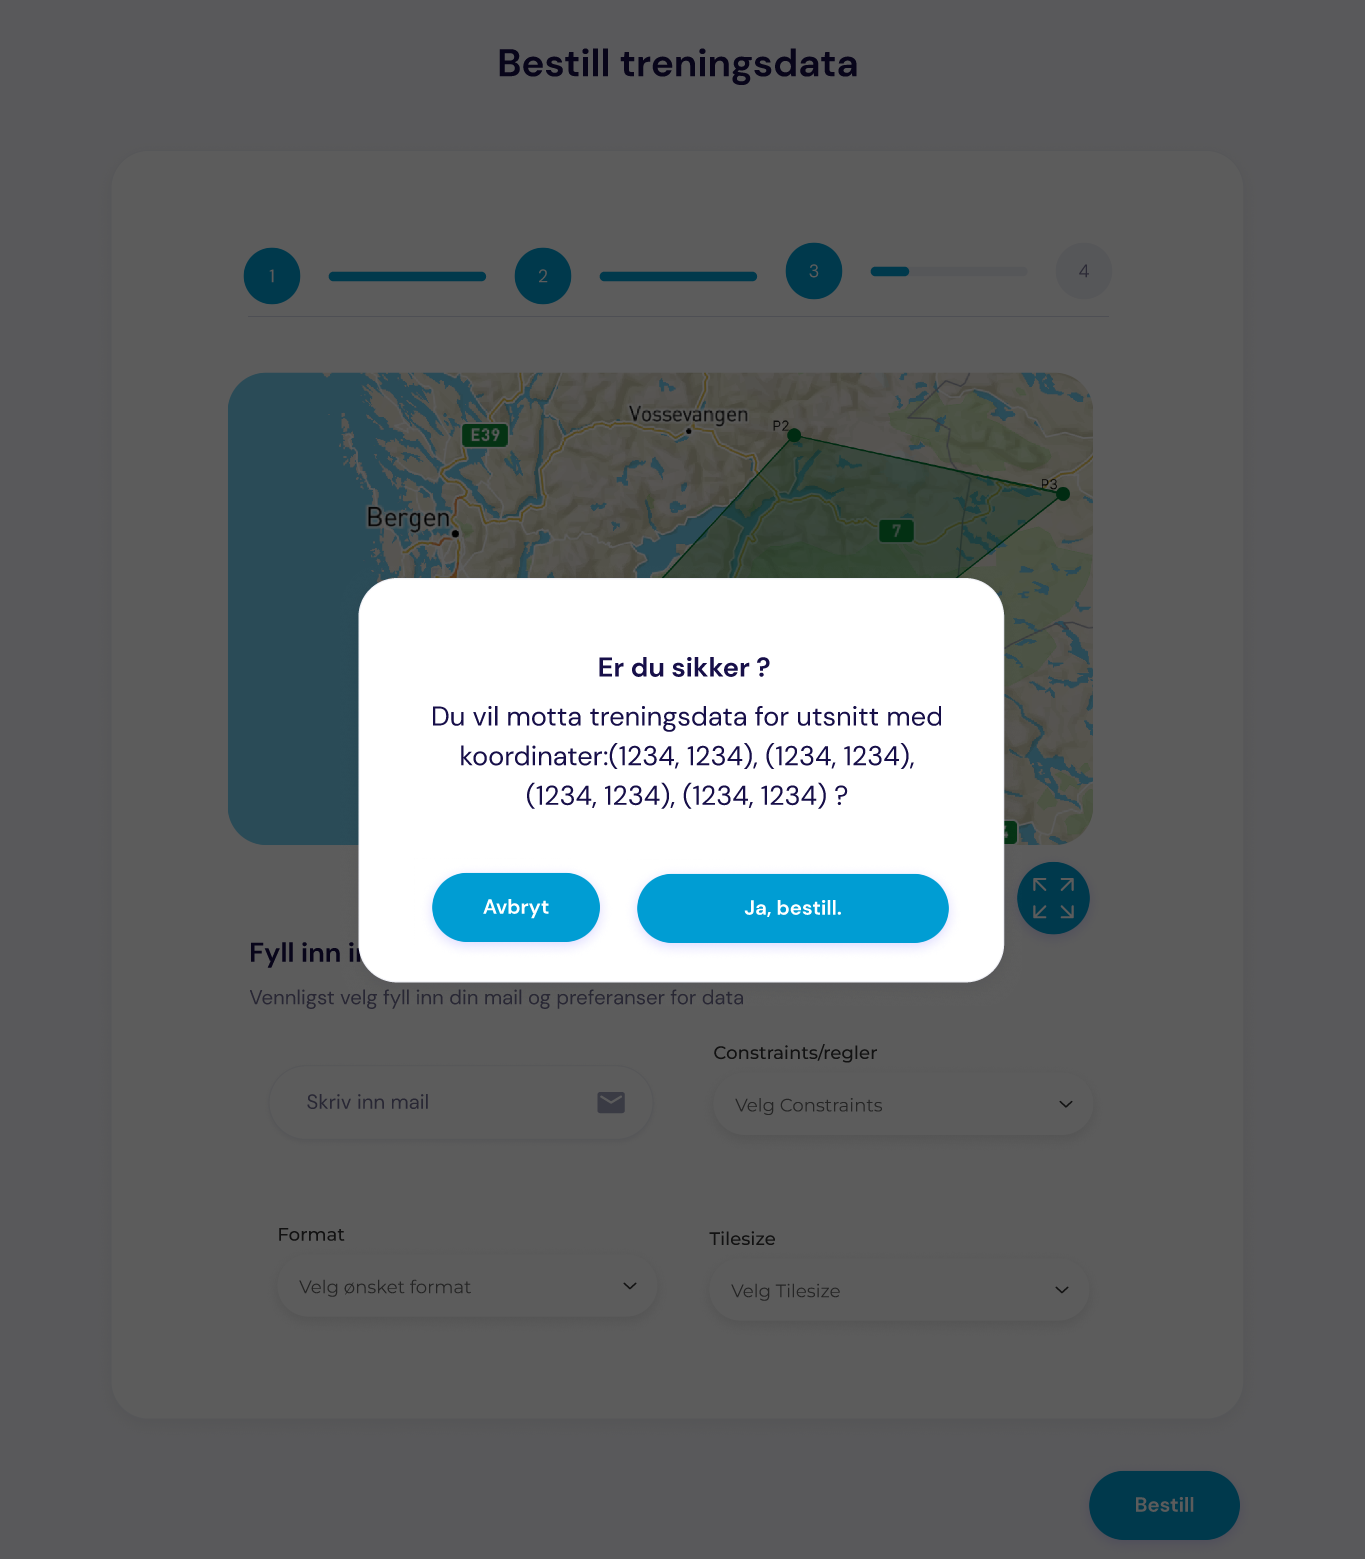 Bestill treningsdata
1
2
3
4
Vossevangen
P2
E39
P3
Bergen
7
Er du sikker ?
Du vil motta treningsdata for utsnitt med
koordinater:(1234, 1234), (1234, 1234),
(1234, 1234), (1234, 1234) ?
Avbryt
Ja, bestill.
Fyll inn
Vennligst velg fyll inn din mail og preferanser for data
Constraints/regler
Skriv inn mail
Velg Constraints
Format
Tilesize
Velg ønsket format
Velg Tilesize
Bestill